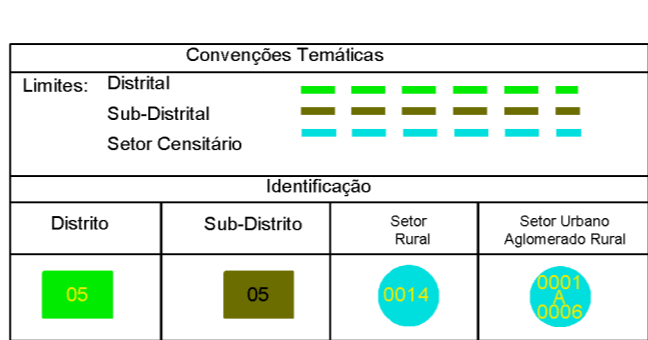 Convenções Temáticas
Limites: Distrital
Sub-Distrital
Setor Censitário
Identificação
Distrito
Sub-Distrito
Setor
Rural
Setor Urbano
Aglomerado Rural
05
05
0014
0001
A
0006